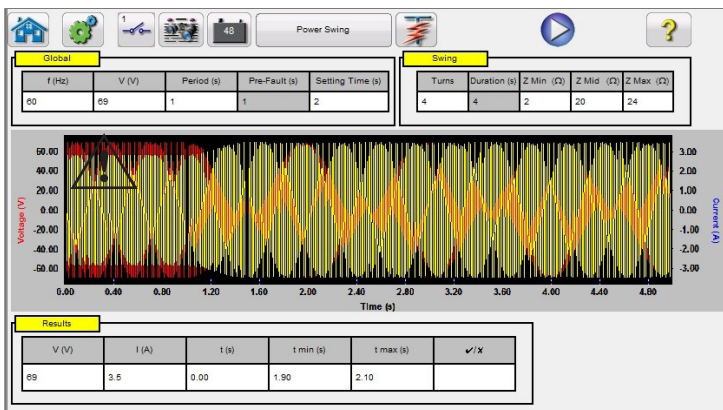 1
48
Power Swing
?
Global
Swing
f (Hz) V (V) Period (s) Pre-Fault (s) Setting Time (s)
60 69 1 1 2
Turns Duration (s) Z Min (Ω) Z Mid (Ω) Z Max (Ω)
4 4 2 20 24
60.00
40.00
20.00
0.00
-20.00
-40.00
-60.00
Voltage (V)
3.00
2.00
1.00
0.00
-1.00
-2.00
-3.00
Current (A)
0.00 0.40 0.80 1.20 1.60 2.00 2.40 2.80 3.20 3.60 4.00 4.40 4.80
Time (s)
Results
V (V) I (A) t (s) t min (s) t max (s) ✔/✘
69 3.5 0.00 1.90 2.10